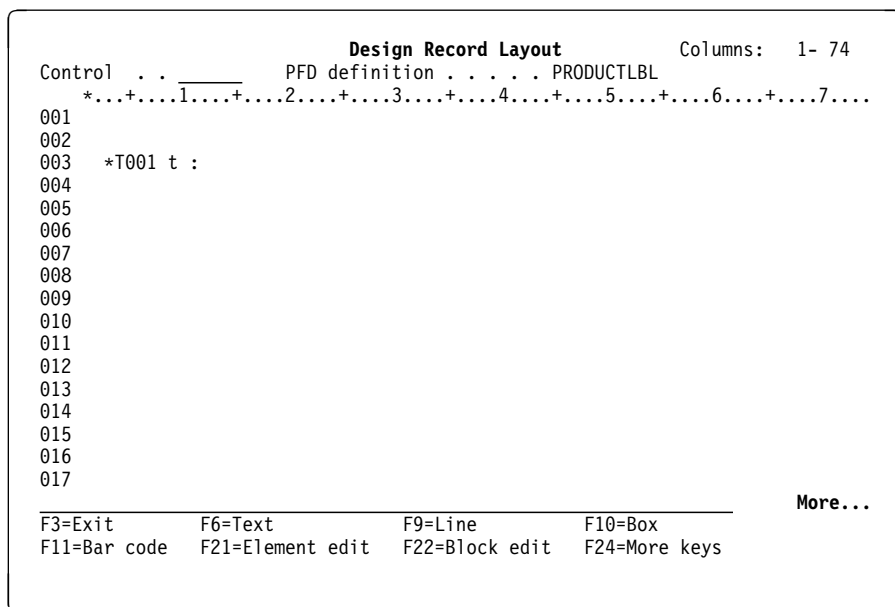 Design Record Layout Columns: 1- 74
Control . . ______ PFD definition . . . . . PRODUCTLBL
*...+....1....+....2....+....3....+....4....+....5....+....6....+....7....
001
002
003 *T001 t :
004
005
006
007
008
009
010
011
012
013
014
015
016
017
More...
F3=Exit F6=Text F9=Line F10=Box
F11=Bar code F21=Element edit F22=Block edit F24=More keys